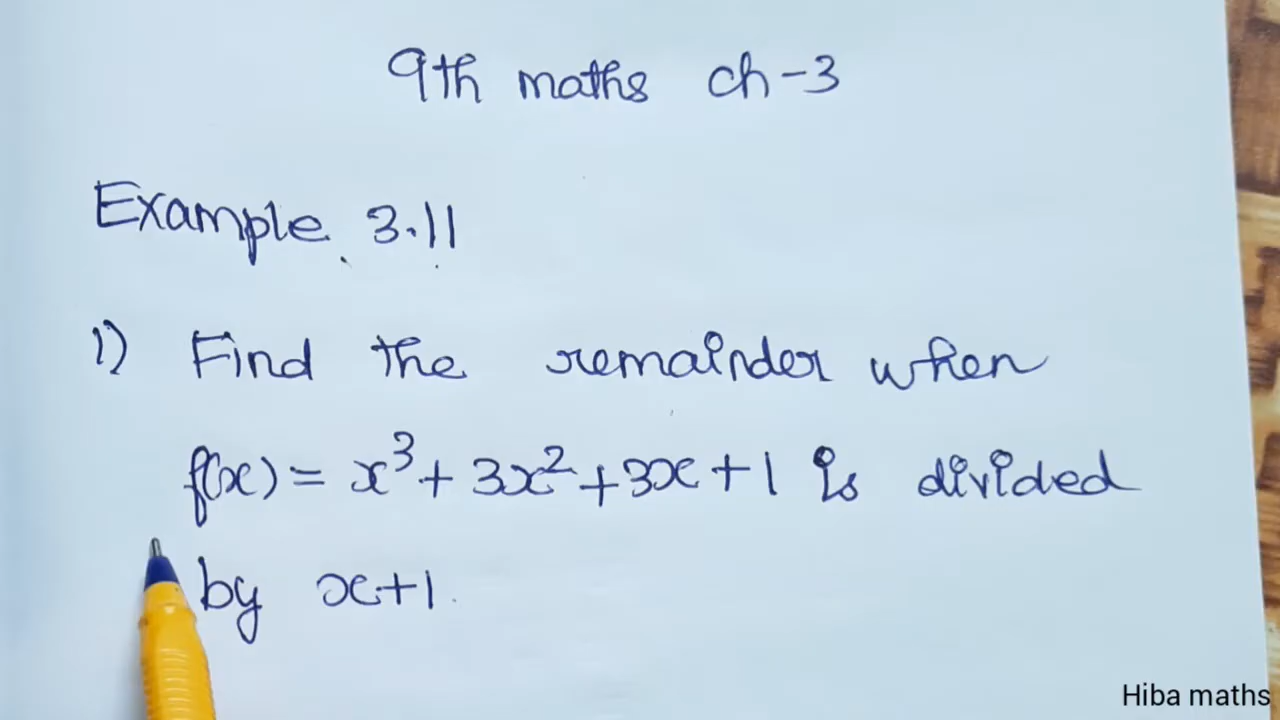 9th maths ch-3
Example 3.11
1) Find the remainder when
f(x) = x³ + 3x² + 3x + 1 is divided
by x+1.
Hiba maths